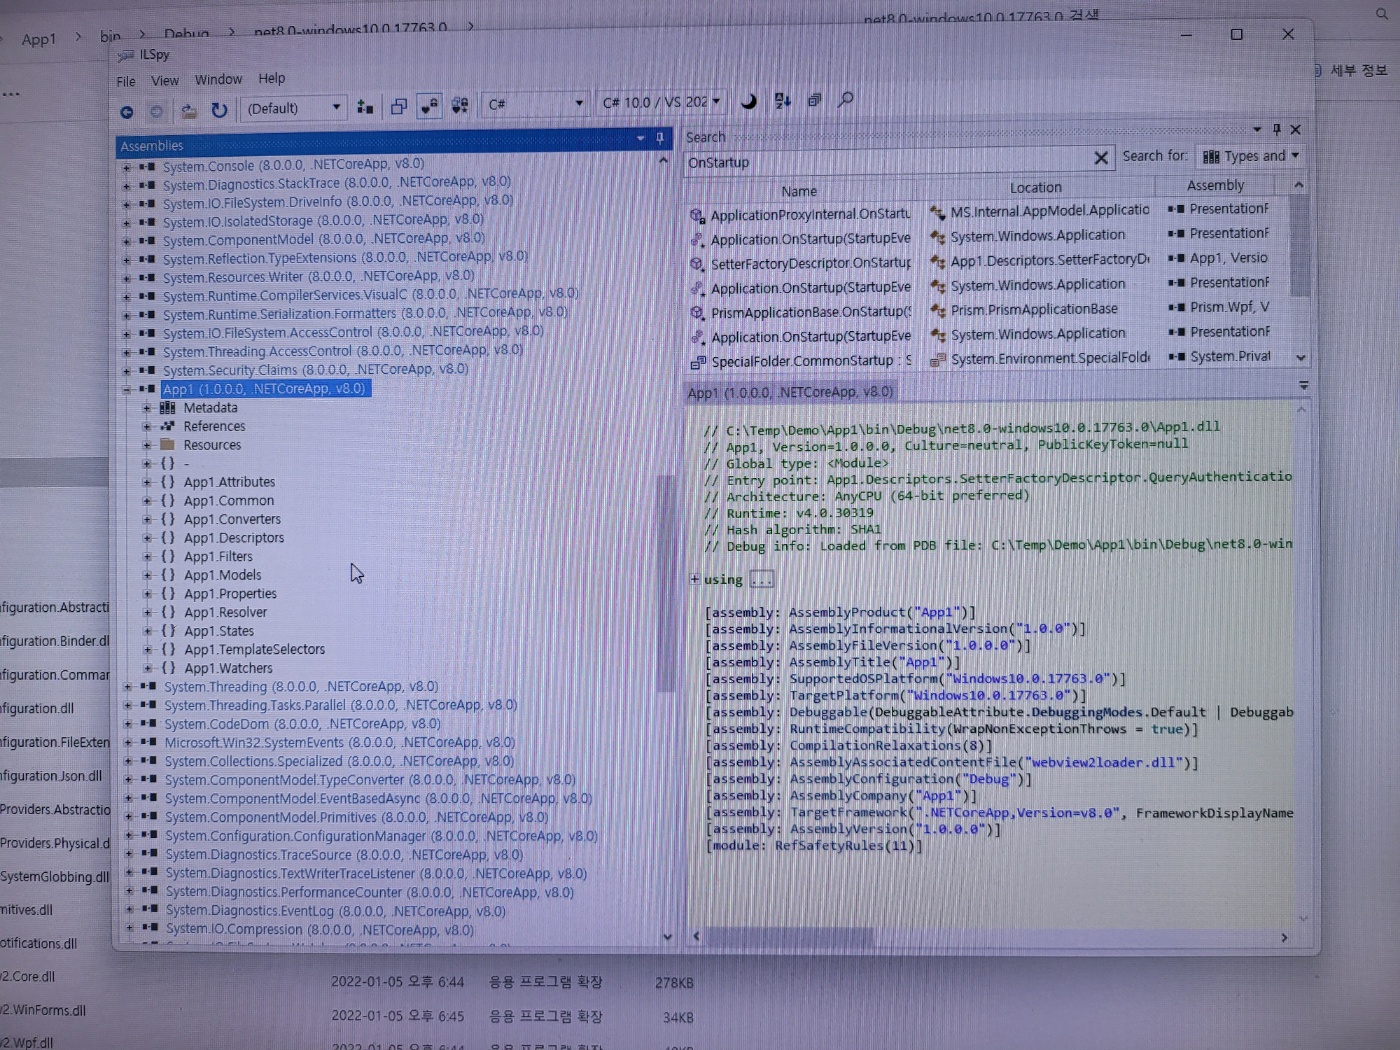 App1 > bin > Debug > net8.0-windows10.0.17763.0 >
net8.0-windows10.0.17763.0 검색
세부 정보
ILSpy
File View Window Help
(Default) C# C# 10.0 / VS 202
Assemblies
System.Console (8.0.0.0, .NETCoreApp, v8.0)
System.Diagnostics.StackTrace (8.0.0.0, .NETCoreApp, v8.0)
System.IO.FileSystem.DriveInfo (8.0.0.0, .NETCoreApp, v8.0)
System.IO.IsolatedStorage (8.0.0.0, .NETCoreApp, v8.0)
System.ComponentModel (8.0.0.0, .NETCoreApp, v8.0)
System.Reflection.TypeExtensions (8.0.0.0, .NETCoreApp, v8.0)
System.Resources.Writer (8.0.0.0, .NETCoreApp, v8.0)
System.Runtime.CompilerServices.VisualC (8.0.0.0, .NETCoreApp, v8.0)
System.Runtime.Serialization.Formatters (8.0.0.0, .NETCoreApp, v8.0)
System.IO.FileSystem.AccessControl (8.0.0.0, .NETCoreApp, v8.0)
System.Threading.AccessControl (8.0.0.0, .NETCoreApp, v8.0)
System.Security.Claims (8.0.0.0, .NETCoreApp, v8.0)
App1 (1.0.0.0, .NETCoreApp, v8.0)
Metadata
References
Resources
{ } -
{ } App1.Attributes
{ } App1.Common
{ } App1.Converters
{ } App1.Descriptors
{ } App1.Filters
{ } App1.Models
{ } App1.Properties
{ } App1.Resolver
{ } App1.States
{ } App1.TemplateSelectors
{ } App1.Watchers
System.Threading (8.0.0.0, .NETCoreApp, v8.0)
System.Threading.Tasks.Parallel (8.0.0.0, .NETCoreApp, v8.0)
System.CodeDom (8.0.0.0, .NETCoreApp, v8.0)
Microsoft.Win32.SystemEvents (8.0.0.0, .NETCoreApp, v8.0)
System.Collections.Specialized (8.0.0.0, .NETCoreApp, v8.0)
System.ComponentModel.TypeConverter (8.0.0.0, .NETCoreApp, v8.0)
System.ComponentModel.EventBasedAsync (8.0.0.0, .NETCoreApp, v8.0)
System.ComponentModel.Primitives (8.0.0.0, .NETCoreApp, v8.0)
System.Configuration.ConfigurationManager (8.0.0.0, .NETCoreApp, v8.0)
System.Diagnostics.TraceSource (8.0.0.0, .NETCoreApp, v8.0)
System.Diagnostics.TextWriterTraceListener (8.0.0.0, .NETCoreApp, v8.0)
System.Diagnostics.PerformanceCounter (8.0.0.0, .NETCoreApp, v8.0)
System.Diagnostics.EventLog (8.0.0.0, .NETCoreApp, v8.0)
System.IO.Compression (8.0.0.0, .NETCoreApp, v8.0)
Search
OnStartup Search for: Types and
Name Location Assembly
ApplicationProxyInternal.OnStartu MS.Internal.AppModel.Applicatio PresentationF
Application.OnStartup(StartupEve System.Windows.Application PresentationF
SetterFactoryDescriptor.OnStartup App1.Descriptors.SetterFactoryDe App1, Versio
Application.OnStartup(StartupEve System.Windows.Application PresentationF
PrismApplicationBase.OnStartup(S Prism.PrismApplicationBase Prism.Wpf, V
Application.OnStartup(StartupEve System.Windows.Application PresentationF
SpecialFolder.CommonStartup : S System.Environment.SpecialFolde System.Privat
App1 (1.0.0.0, .NETCoreApp, v8.0)
// C:\Temp\Demo\App1\bin\Debug\net8.0-windows10.0.17763.0\App1.dll
// App1, Version=1.0.0.0, Culture=neutral, PublicKeyToken=null
// Global type: <Module>
// Entry point: App1.Descriptors.SetterFactoryDescriptor.QueryAuthenticatio
// Architecture: AnyCPU (64-bit preferred)
// Runtime: v4.0.30319
// Hash algorithm: SHA1
// Debug info: Loaded from PDB file: C:\Temp\Demo\App1\bin\Debug\net8.0-win
using ...
[assembly: AssemblyProduct("App1")]
[assembly: AssemblyInformationalVersion("1.0.0")]
[assembly: AssemblyFileVersion("1.0.0.0")]
[assembly: AssemblyTitle("App1")]
[assembly: SupportedOSPlatform("Windows10.0.17763.0")]
[assembly: TargetPlatform("Windows10.0.17763.0")]
[assembly: Debuggable(DebuggableAttribute.DebuggingModes.Default | Debuggab
[assembly: RuntimeCompatibility(WrapNonExceptionThrows = true)]
[assembly: CompilationRelaxations(8)]
[assembly: AssemblyAssociatedContentFile("webview2loader.dll")]
[assembly: AssemblyConfiguration("Debug")]
[assembly: AssemblyCompany("App1")]
[assembly: TargetFramework(".NETCoreApp,Version=v8.0", FrameworkDisplayName
[assembly: AssemblyVersion("1.0.0.0")]
[module: RefSafetyRules(11)]
figuration.Abstracti
figuration.Binder.dl
figuration.Commar
figuration.dll
figuration.FileExten
figuration.Json.dll
Providers.Abstractio
Providers.Physical.d
SystemGlobbing.dll
mitives.dll
otifications.dll
v2.Core.dll 2022-01-05 오후 6:44 응용 프로그램 확장 278KB
v2.WinForms.dll 2022-01-05 오후 6:45 응용 프로그램 확장 34KB
v2.Wpf.dll 2022-01-05 오후 6:44 응용 프로그램 확장